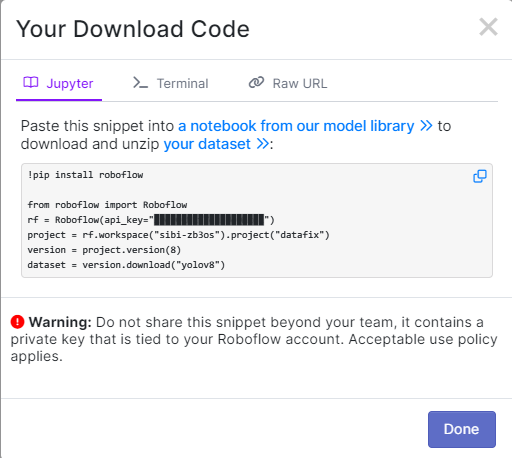 Your Download Code
Jupyter
Terminal
Raw URL
Paste this snippet into a notebook from our model library to
download and unzip your dataset :
!pip install roboflow
from roboflow import Roboflow
rf = Roboflow(api_key="████████████████████")
project = rf.workspace("sibi-zb3os").project("datafix")
version = project.version(8)
dataset = version.download("yolov8")
Warning: Do not share this snippet beyond your team, it contains a
private key that is tied to your Roboflow account. Acceptable use policy
applies.
Done